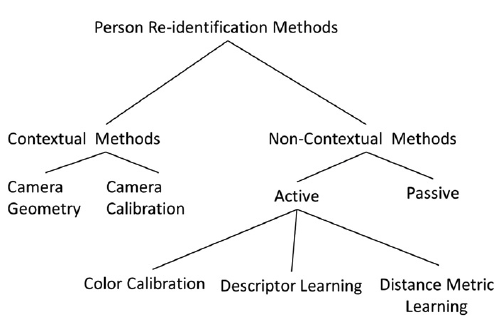 Person Re-identification Methods
Contextual Methods
Non-Contextual Methods
Camera
Geometry
Camera
Calibration
Active
Passive
Color Calibration
Descriptor Learning
Distance Metric
Learning